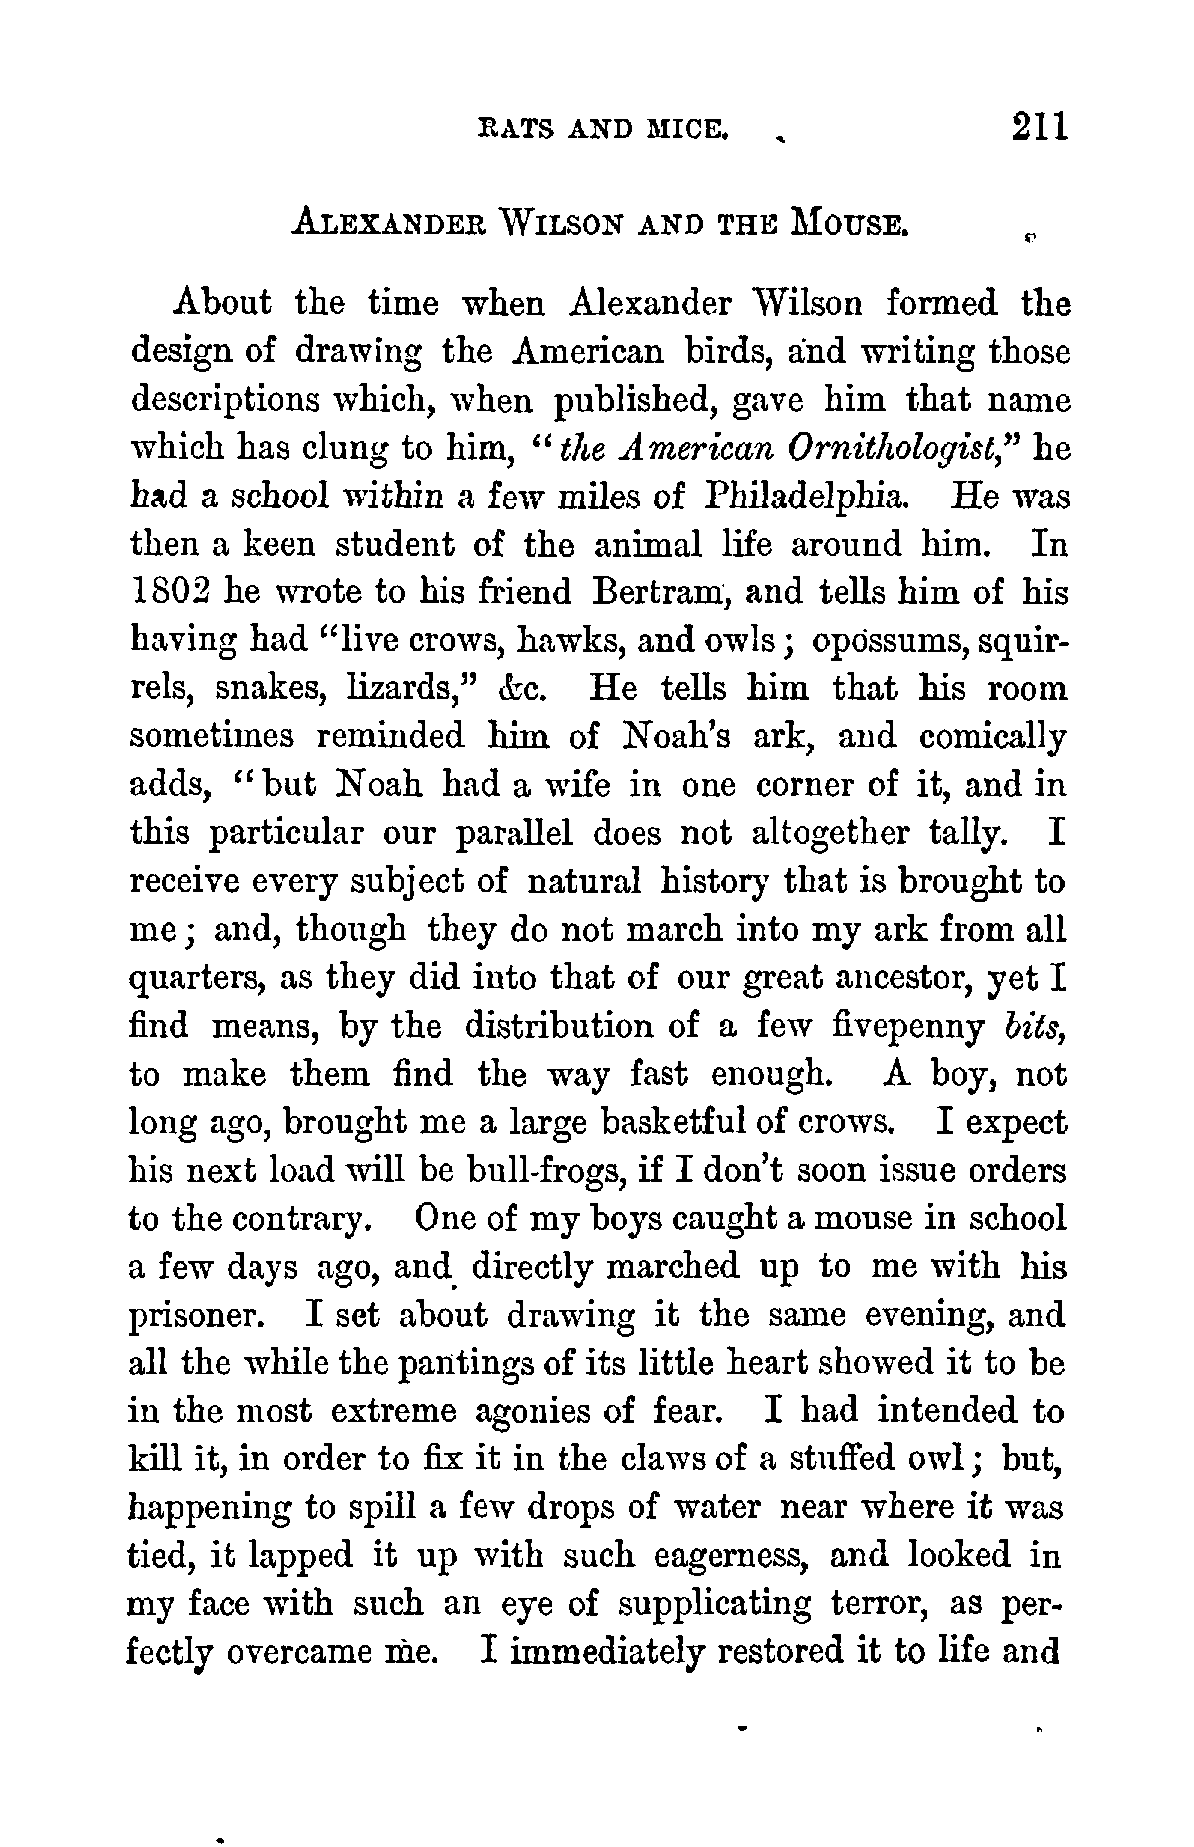 RATS AND MICE. 211
ALEXANDER WILSON AND THE MOUSE.
About the time when Alexander Wilson formed the
design of drawing the American birds, and writing those
descriptions which, when published, gave him that name
which has clung to him, “the American Ornithologist,” he
had a school within a few miles of Philadelphia. He was
then a keen student of the animal life around him. In
1802 he wrote to his friend Bertram, and tells him of his
having had “live crows, hawks, and owls; opossums, squir-
rels, snakes, lizards,” &c. He tells him that his room
sometimes reminded him of Noah’s ark, and comically
adds, “but Noah had a wife in one corner of it, and in
this particular our parallel does not altogether tally. I
receive every subject of natural history that is brought to
me; and, though they do not march into my ark from all
quarters, as they did into that of our great ancestor, yet I
find means, by the distribution of a few fivepenny bits,
to make them find the way fast enough. A boy, not
long ago, brought me a large basketful of crows. I expect
his next load will be bull-frogs, if I don’t soon issue orders
to the contrary. One of my boys caught a mouse in school
a few days ago, and directly marched up to me with his
prisoner. I set about drawing it the same evening, and
all the while the pantings of its little heart showed it to be
in the most extreme agonies of fear. I had intended to
kill it, in order to fix it in the claws of a stuffed owl; but,
happening to spill a few drops of water near where it was
tied, it lapped it up with such eagerness, and looked in
my face with such an eye of supplicating terror, as per-
fectly overcame me. I immediately restored it to life and